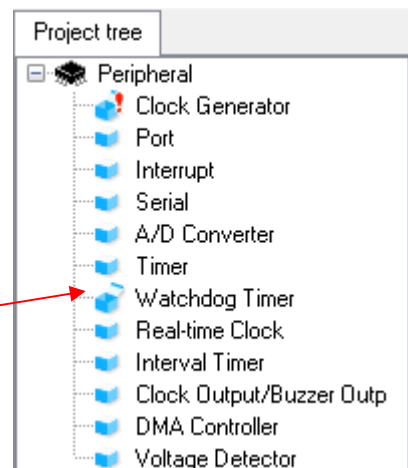 Project tree
Peripheral
Clock Generator
Port
Interrupt
Serial
A/D Converter
Timer
Watchdog Timer
Real-time Clock
Interval Timer
Clock Output/Buzzer Outp
DMA Controller
Voltage Detector